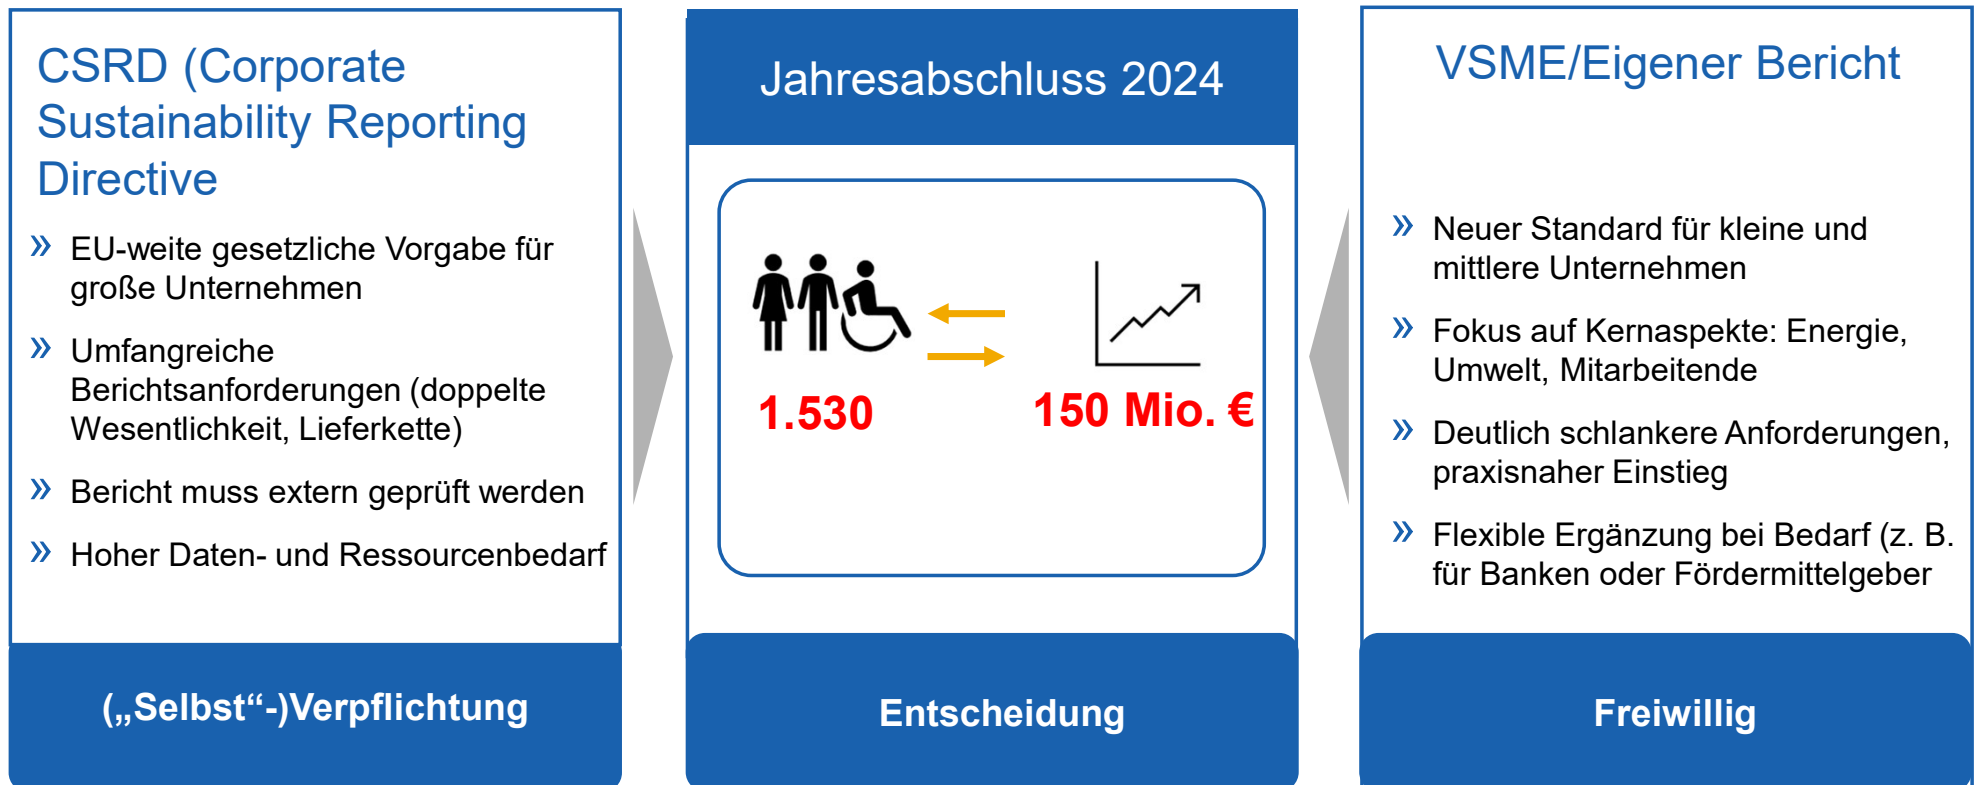 CSRD (Corporate
Sustainability Reporting
Directive
» EU-weite gesetzliche Vorgabe für
große Unternehmen
» Umfangreiche
Berichtsanforderungen (doppelte
Wesentlichkeit, Lieferkette)
» Bericht muss extern geprüft werden
» Hoher Daten- und Ressourcenbedarf
(„Selbst“-)Verpflichtung
Jahresabschluss 2024
1.530
150 Mio. €
Entscheidung
VSME/Eigener Bericht
» Neuer Standard für kleine und
mittlere Unternehmen
» Fokus auf Kernaspekte: Energie,
Umwelt, Mitarbeitende
» Deutlich schlankere Anforderungen,
praxisnaher Einstieg
» Flexible Ergänzung bei Bedarf (z. B.
für Banken oder Fördermittelgeber
Freiwillig